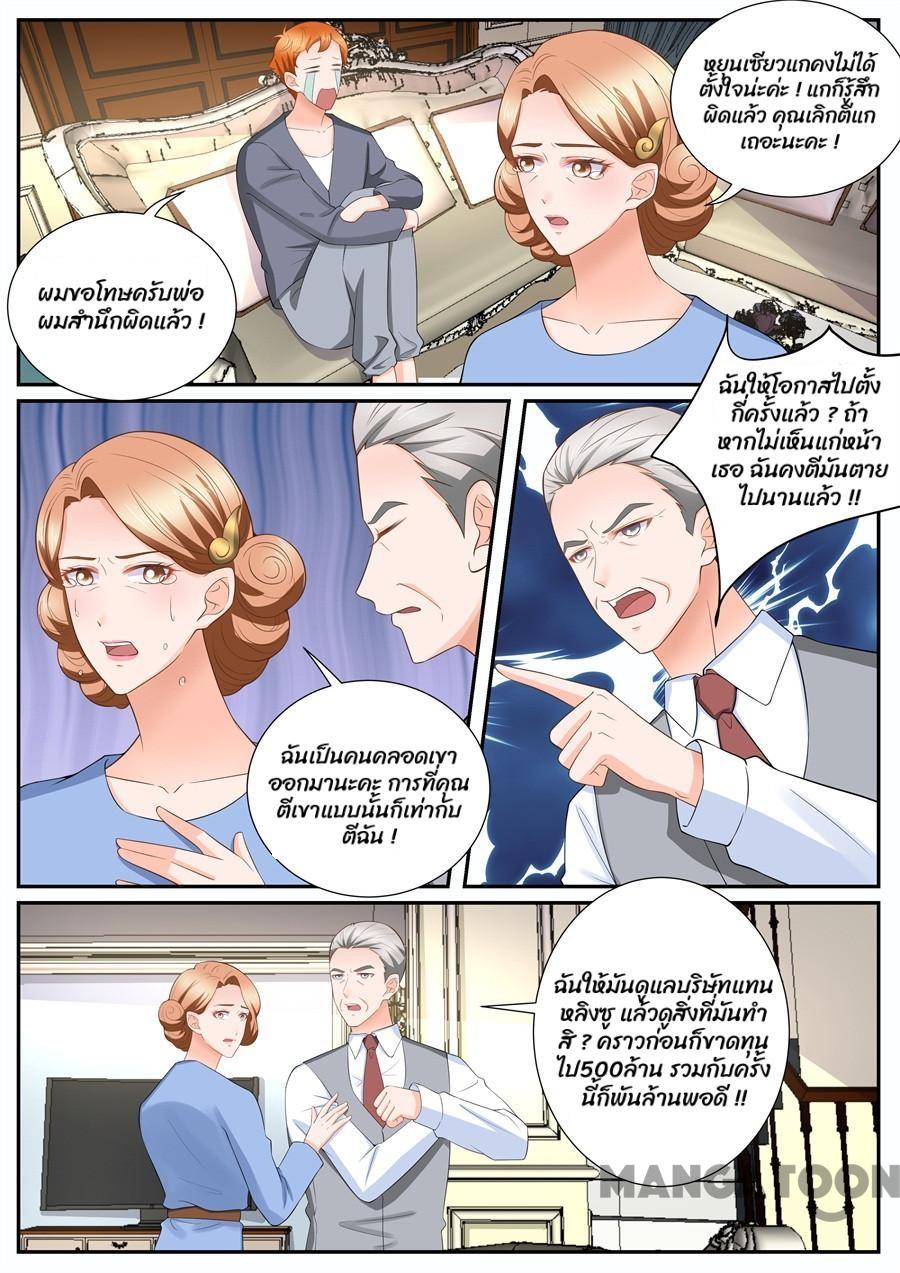 หยุนเซียวแกคงไม่ได้
ตั้งใจน่ะค่ะ ! แกก็รู้สึก
ผิดแล้ว คุณเลิกตีแก
เถอะนะคะ !
ผมขอโทษครับพ่อ
ผมสำนึกผิดแล้ว !
ฉันให้โอกาสไปตั้ง
กี่ครั้งแล้ว ? ถ้า
หากไม่เห็นแก่หน้า
เธอ ฉันคงตีมันตาย
ไปนานแล้ว !!
ฉันเป็นคนคลอดเขา
ออกมานะคะ การที่คุณ
ตีเขาแบบนั้นก็เท่ากับ
ตีฉัน !
ฉันให้มันดูแลบริษัทแทน
หลิงซู แล้วดูสิ่งที่มันทำ
สิ ? คราวก่อนก็ขาดทุน
ไป500ล้าน รวมกับครั้ง
นี้ก็พันล้านพอดี !!
MANGATOON